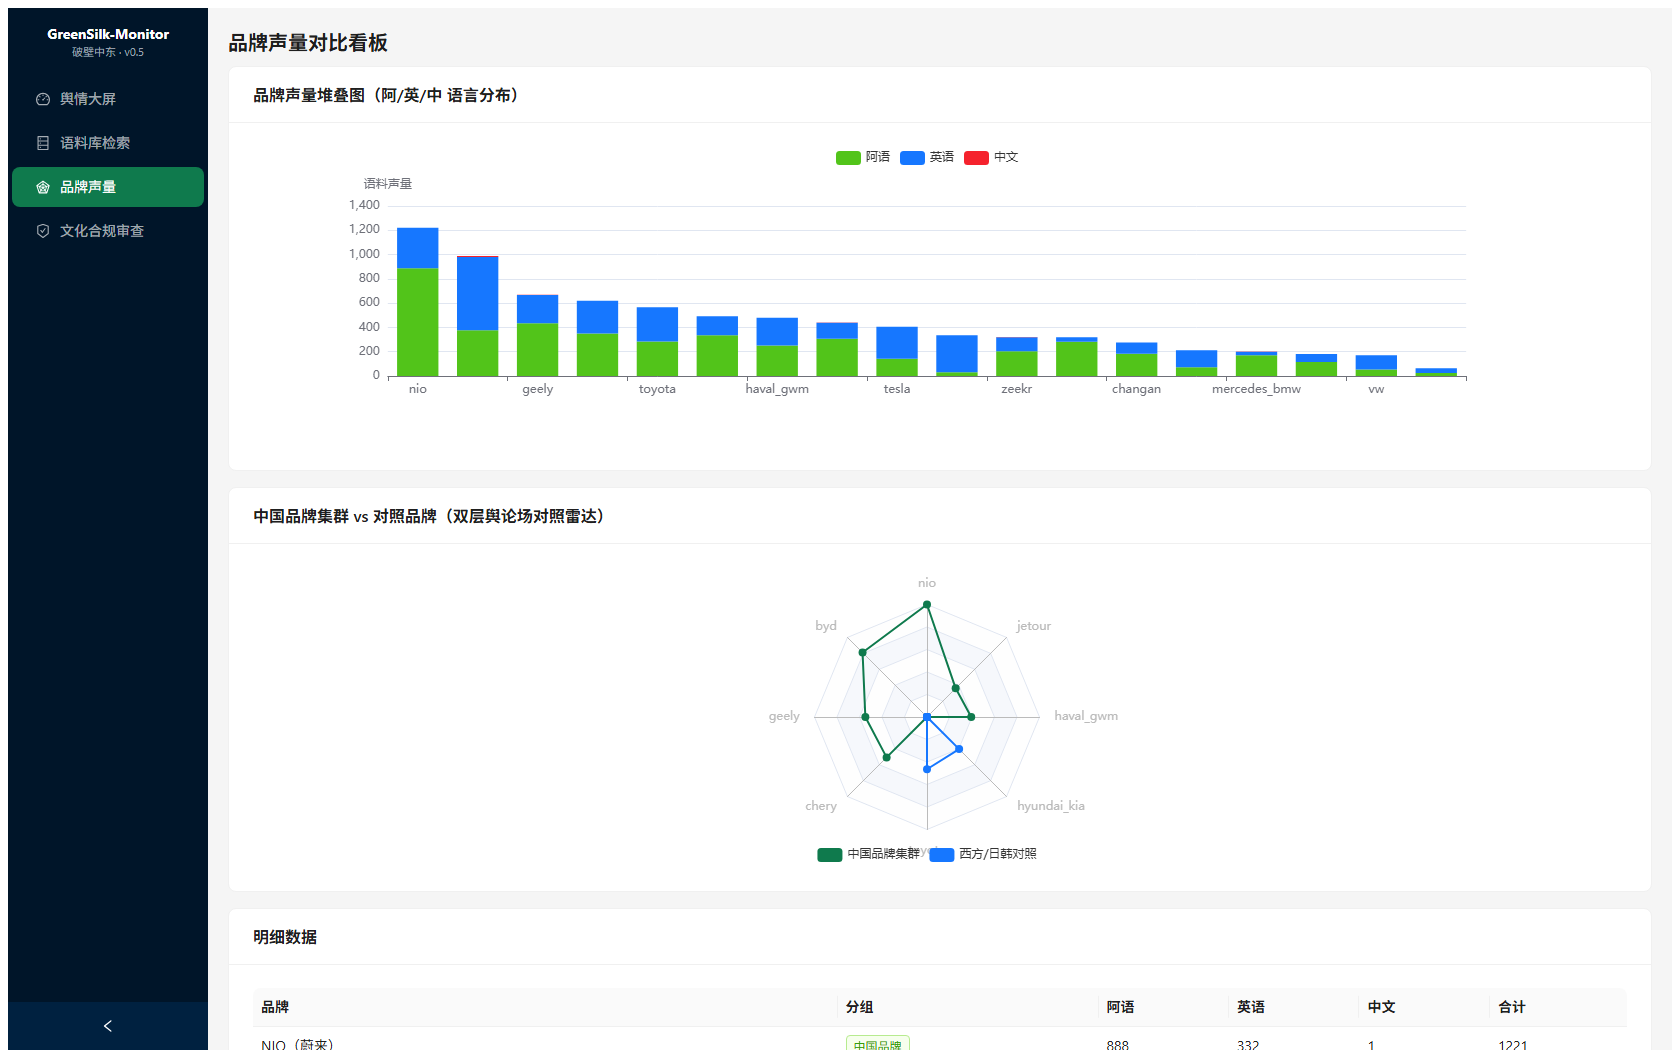 GreenSilk-Monitor
破壁中东 · v0.5
舆情大屏
语料库检索
品牌声量
文化合规审查
品牌声量对比看板
品牌声量堆叠图（阿/英/中 语言分布）
阿语 英语 中文
语料声量
1,400
1,200
1,000
800
600
400
200
0
nio geely toyota haval_gwm tesla zeekr changan mercedes_bmw vw
中国品牌集群 vs 对照品牌（双层舆论场对照雷达）
nio
byd jetour
geely haval_gwm
chery hyundai_kia
中国品牌集群 西方/日韩对照
明细数据
品牌 分组 阿语 英语 中文 合计
NIO（蔚来） 中国品牌 888 332 1 1221